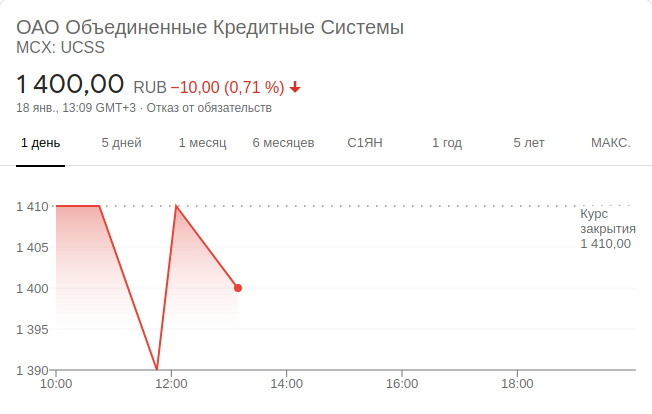 ОАО Объединенные Кредитные Системы
MCX: UCSS
1 400,00 RUB −10,00 (0,71 %)
18 янв., 13:09 GMT+3 · Отказ от обязательств
1 день 5 дней 1 месяц 6 месяцев С1ЯН 1 год 5 лет МАКС.
1 410
Курс
закрытия
1 410,00
1 405
1 400
1 395
1 390
10:00 12:00 14:00 16:00 18:00